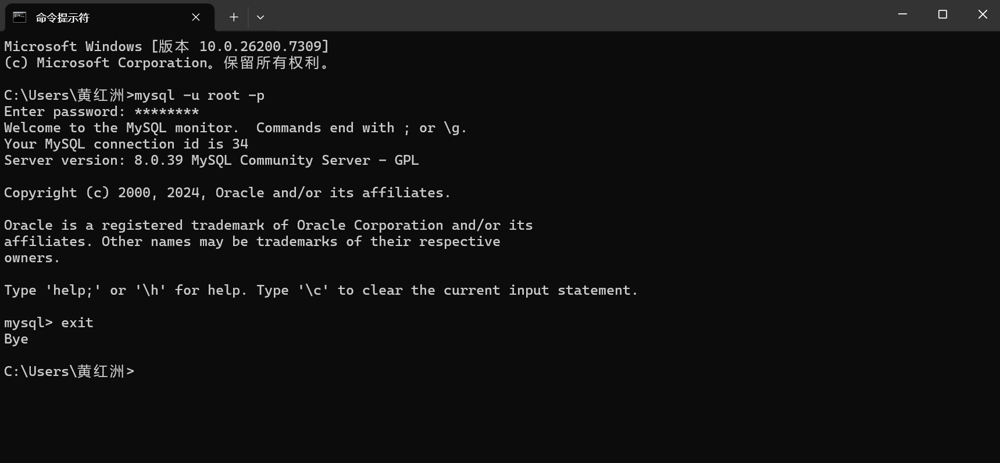 命令提示符
Microsoft Windows [版本 10.0.26200.7309]
(c) Microsoft Corporation。保留所有权利。
C:\Users\黄红洲>mysql -u root -p
Enter password: ********
Welcome to the MySQL monitor.  Commands end with ; or \g.
Your MySQL connection id is 34
Server version: 8.0.39 MySQL Community Server - GPL
Copyright (c) 2000, 2024, Oracle and/or its affiliates.
Oracle is a registered trademark of Oracle Corporation and/or its
affiliates. Other names may be trademarks of their respective
owners.
Type 'help;' or '\h' for help. Type '\c' to clear the current input statement.
mysql> exit
Bye
C:\Users\黄红洲>